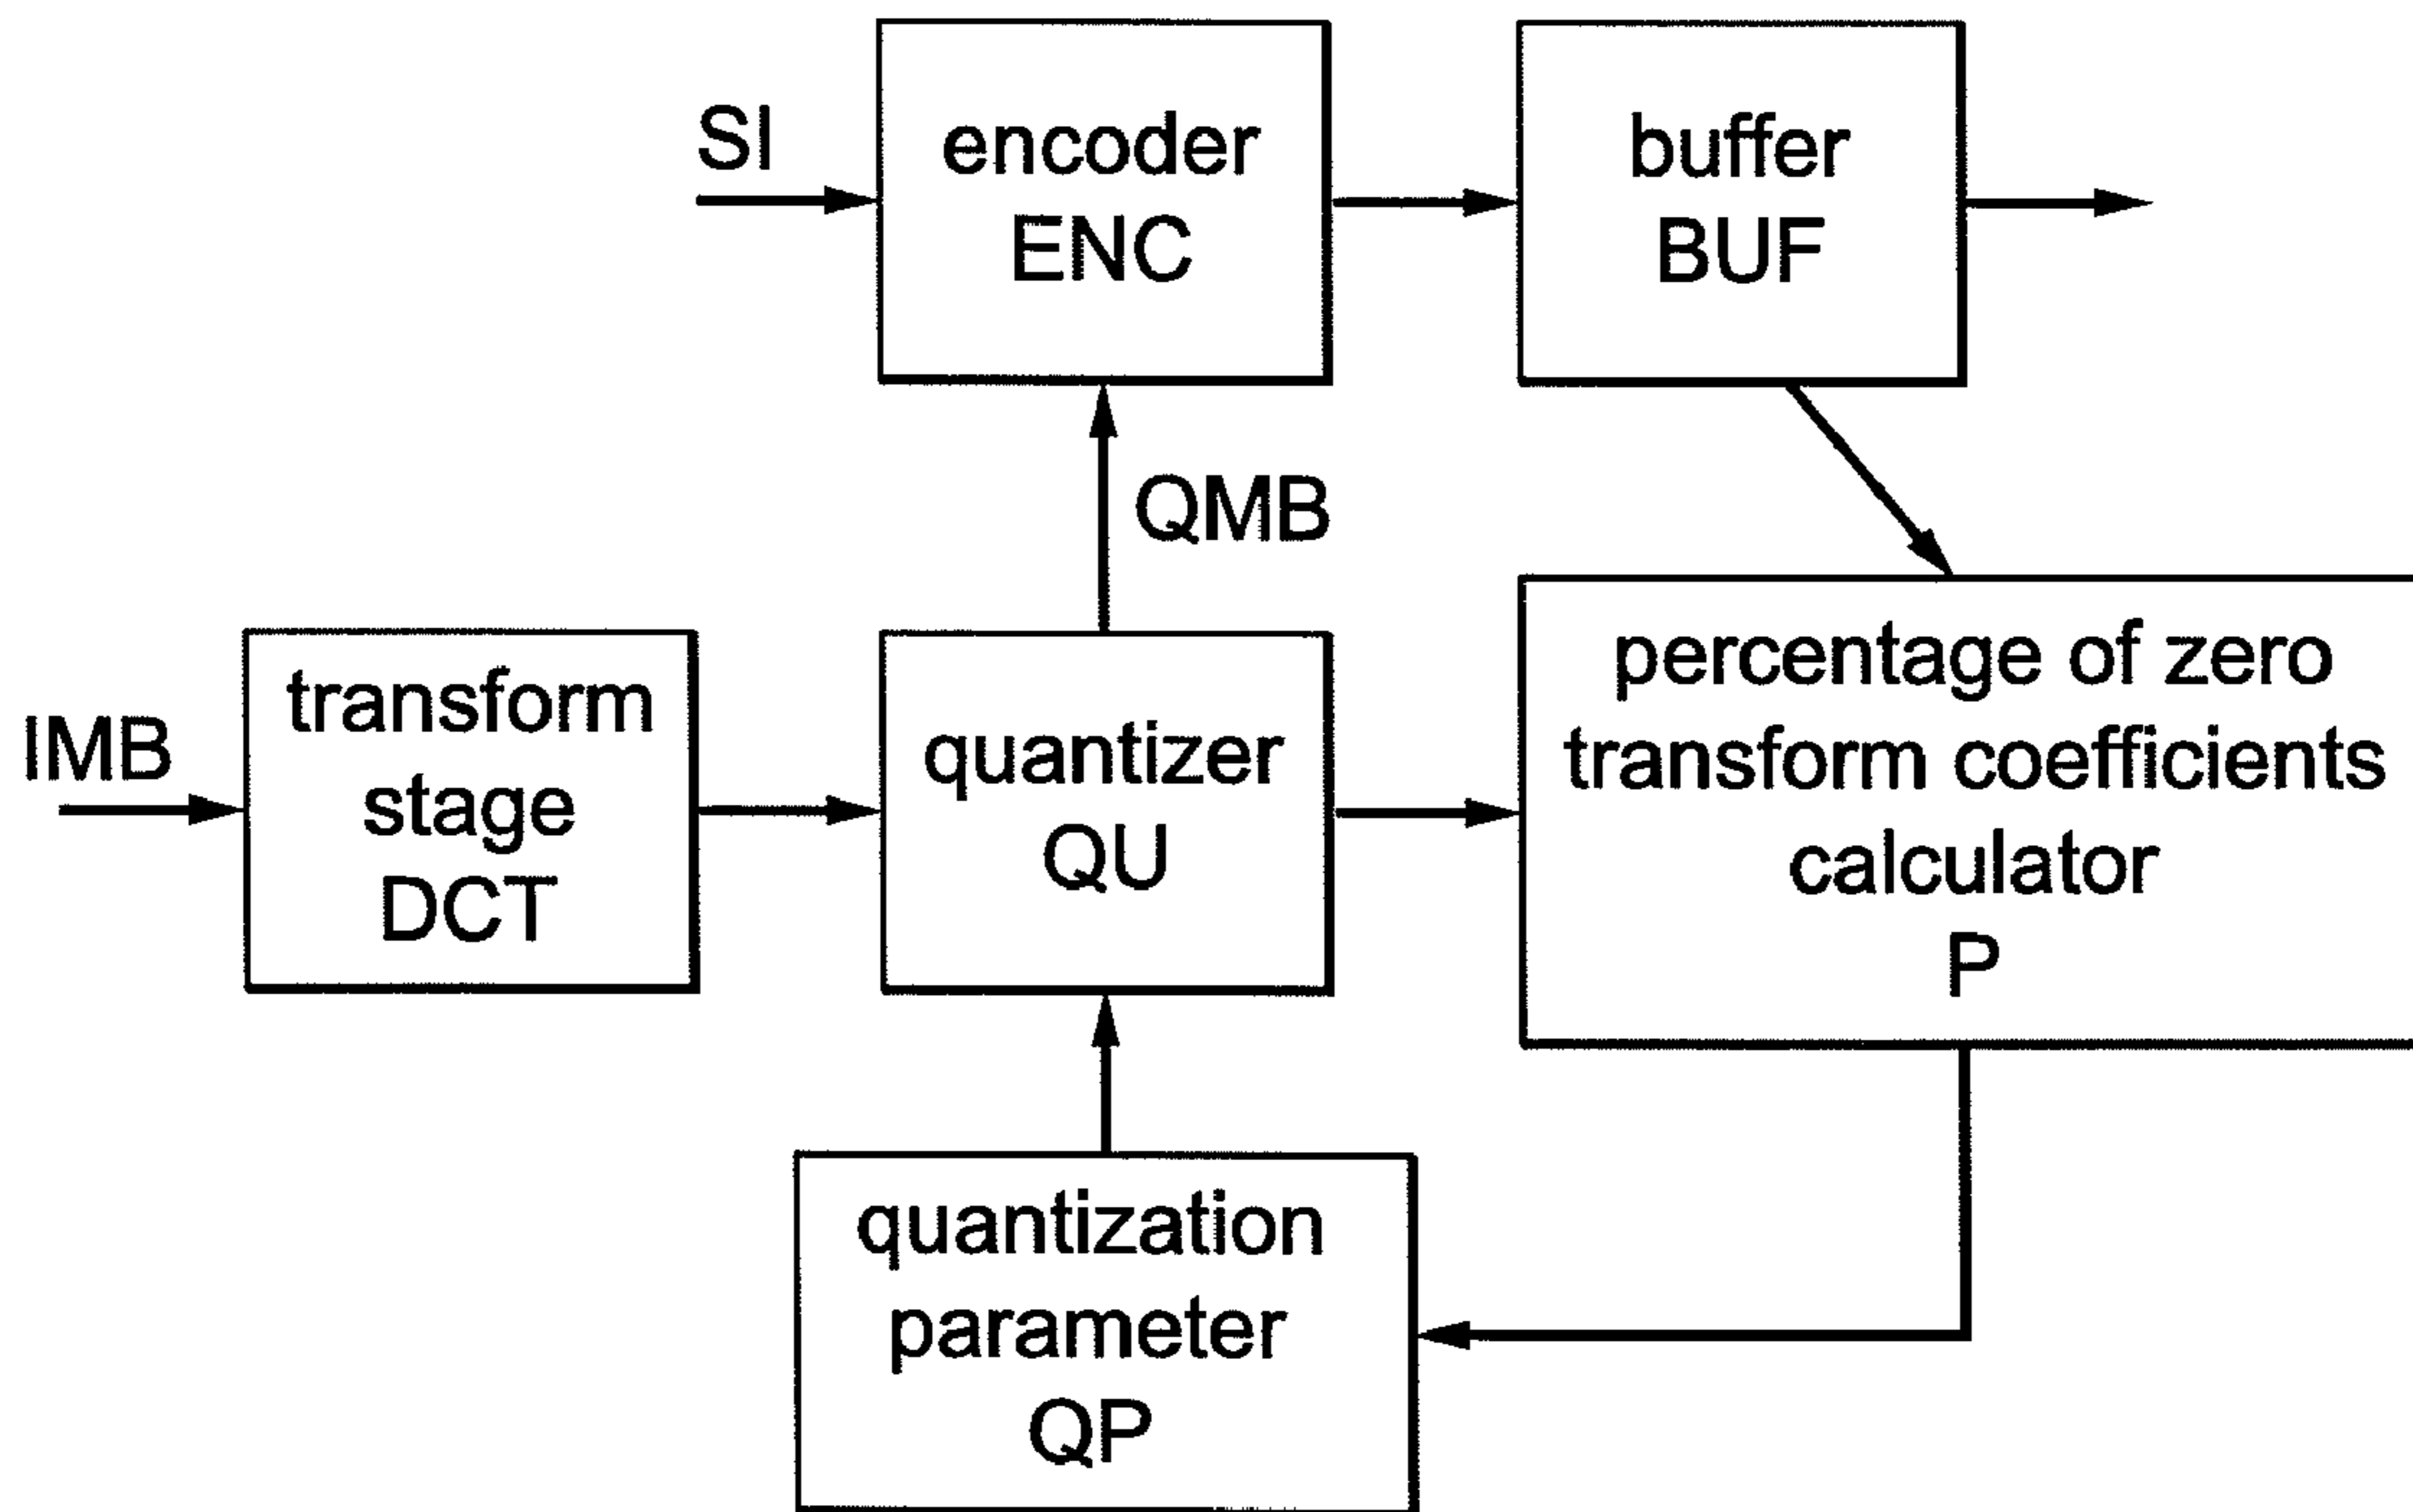 SI
encoder
ENC
buffer
BUF
QMB
IMB
transform
stage
DCT
quantizer
QU
percentage of zero
transform coefficients
calculator
P
quantization
parameter
QP